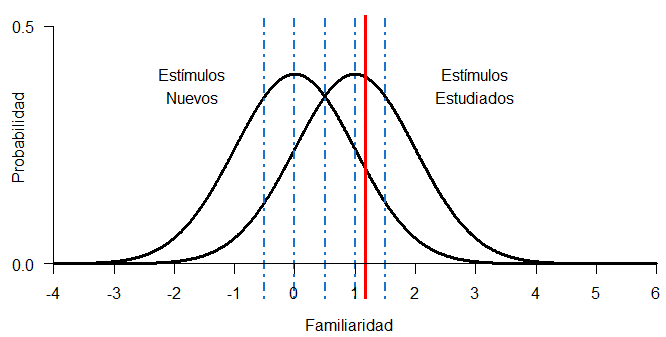 0.5
Estímulos
Nuevos
Estímulos
Estudiados
Probabilidad
0.0
-4 -3 -2 -1 0 1 2 3 4 5 6
Familiaridad